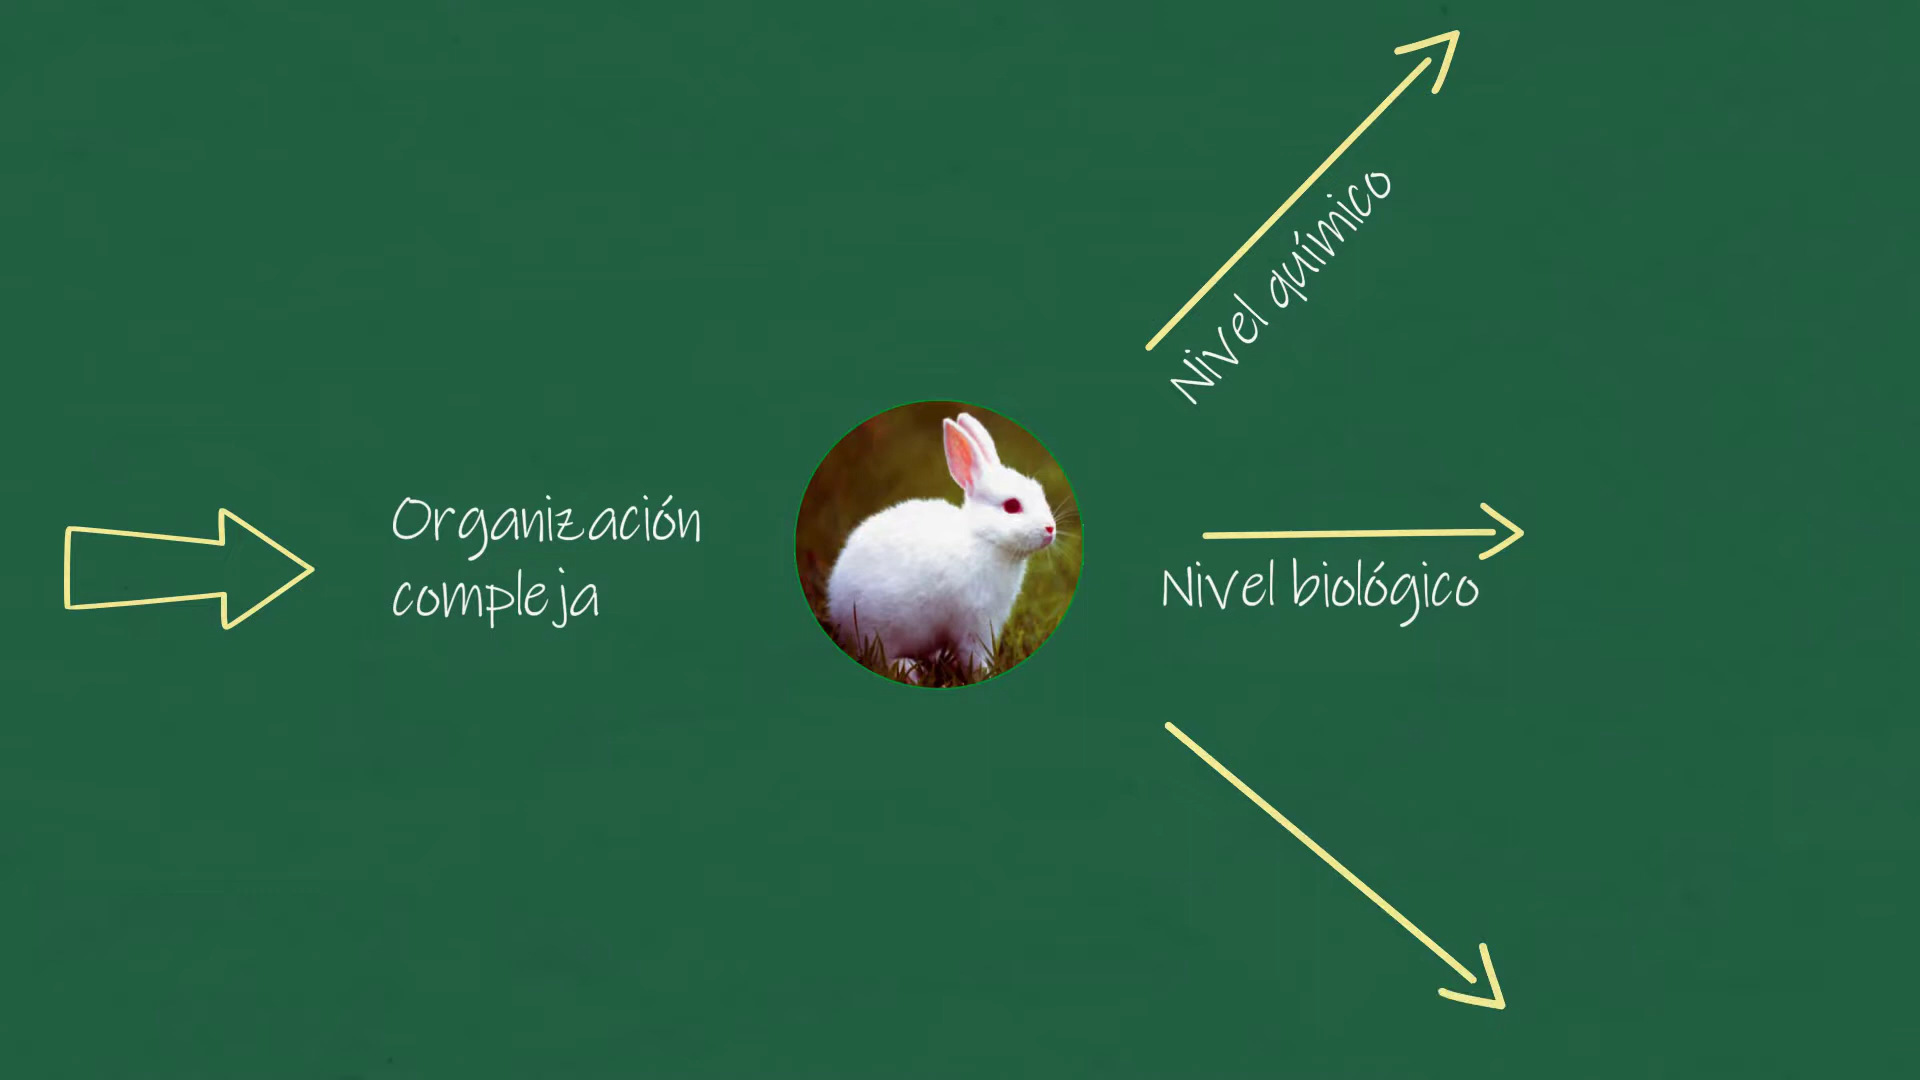 Organización
compleja
Nivel químico
Nivel biológico